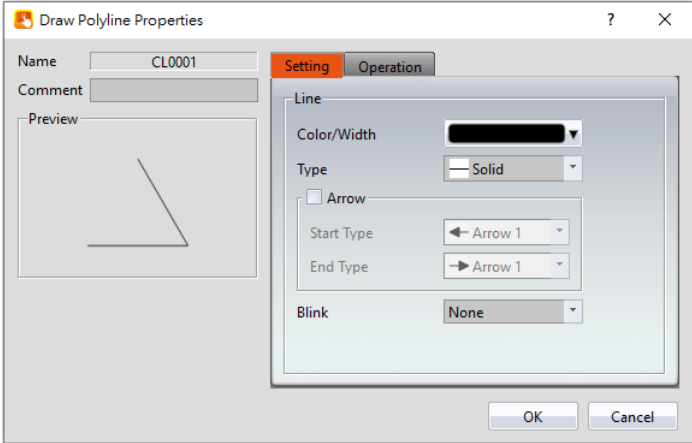 Draw Polyline Properties
?
Name CL0001
Comment
Preview
Setting Operation
Line
Color/Width
Type Solid
Arrow
Start Type Arrow 1
End Type Arrow 1
Blink None
OK Cancel